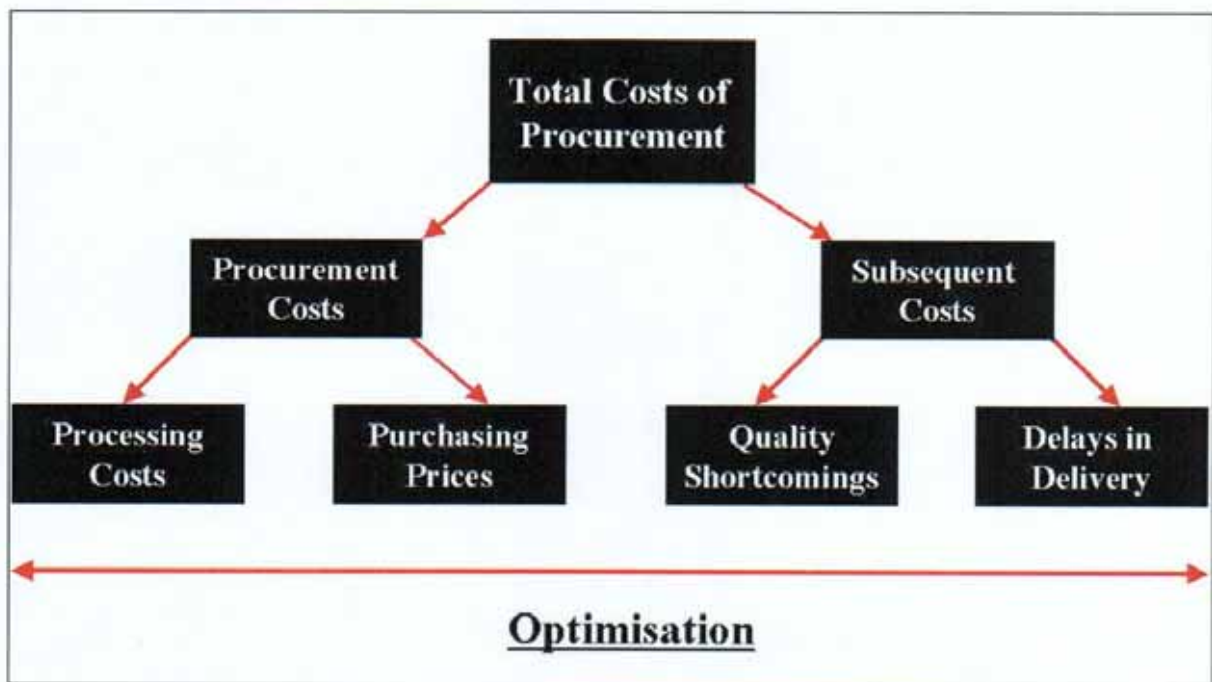 Total Costs of
Procurement
Procurement
Costs
Subsequent
Costs
Processing
Costs
Purchasing
Prices
Quality
Shortcomings
Delays in
Delivery
Optimisation